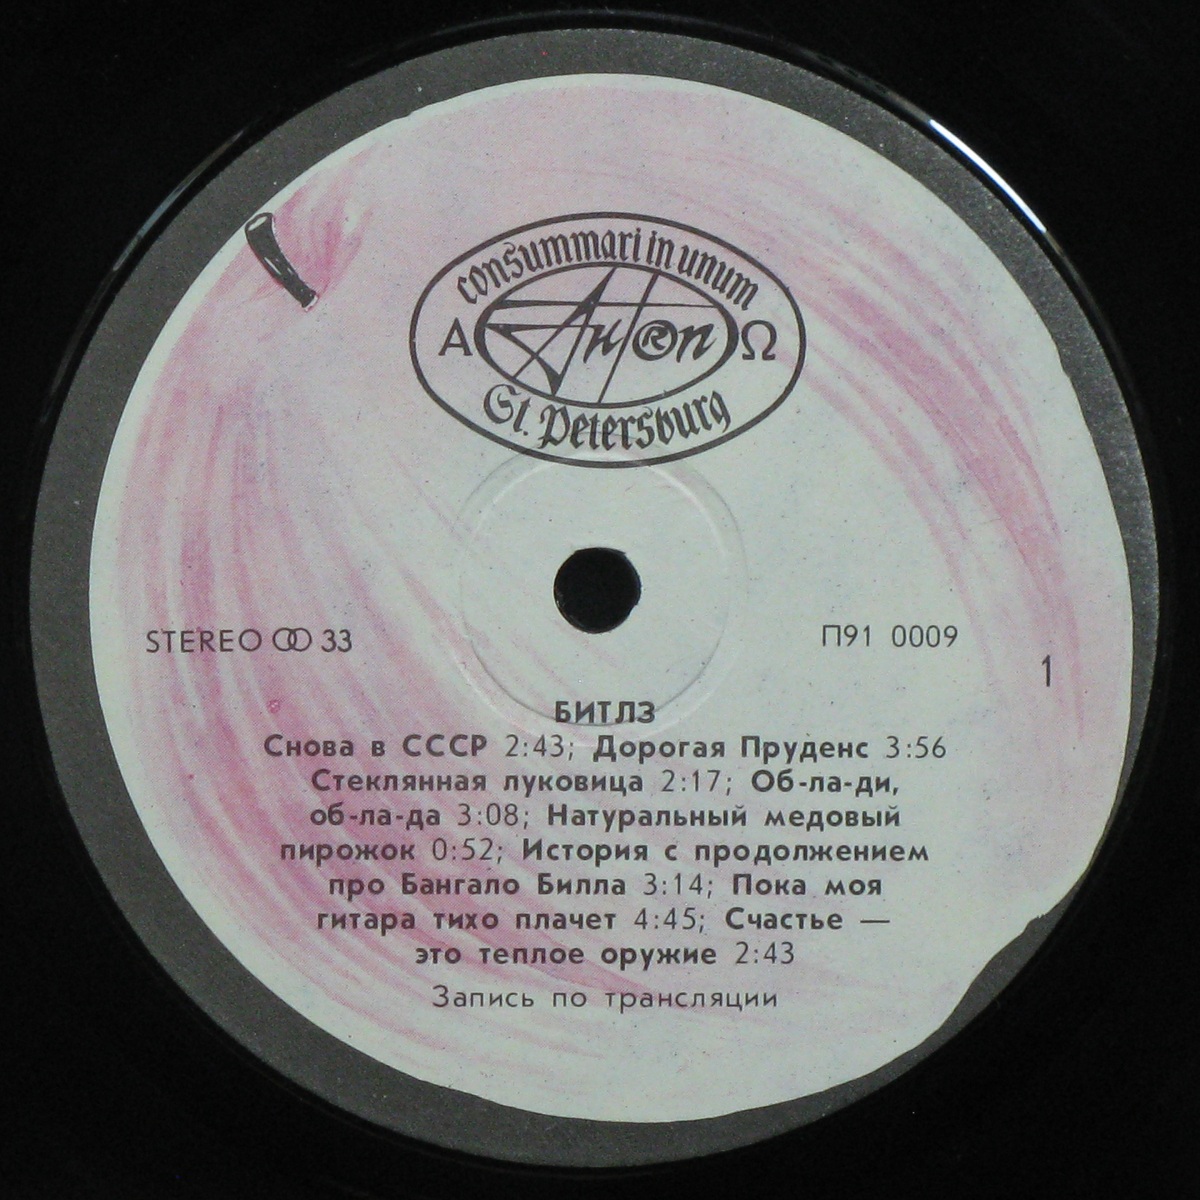 consummari in unum
Α АнтRоп Ω
St. Petersburg
STEREO 33
П91 0009
1
БИТЛЗ
Снова в СССР 2:43; Дорогая Пруденс 3:56
Стеклянная луковица 2:17; Об-ла-ди,
об-ла-да 3:08; Натуральный медовый
пирожок 0:52; История с продолжением
про Бангало Билла 3:14; Пока моя
гитара тихо плачет 4:45; Счастье —
это теплое оружие 2:43
Запись по трансляции